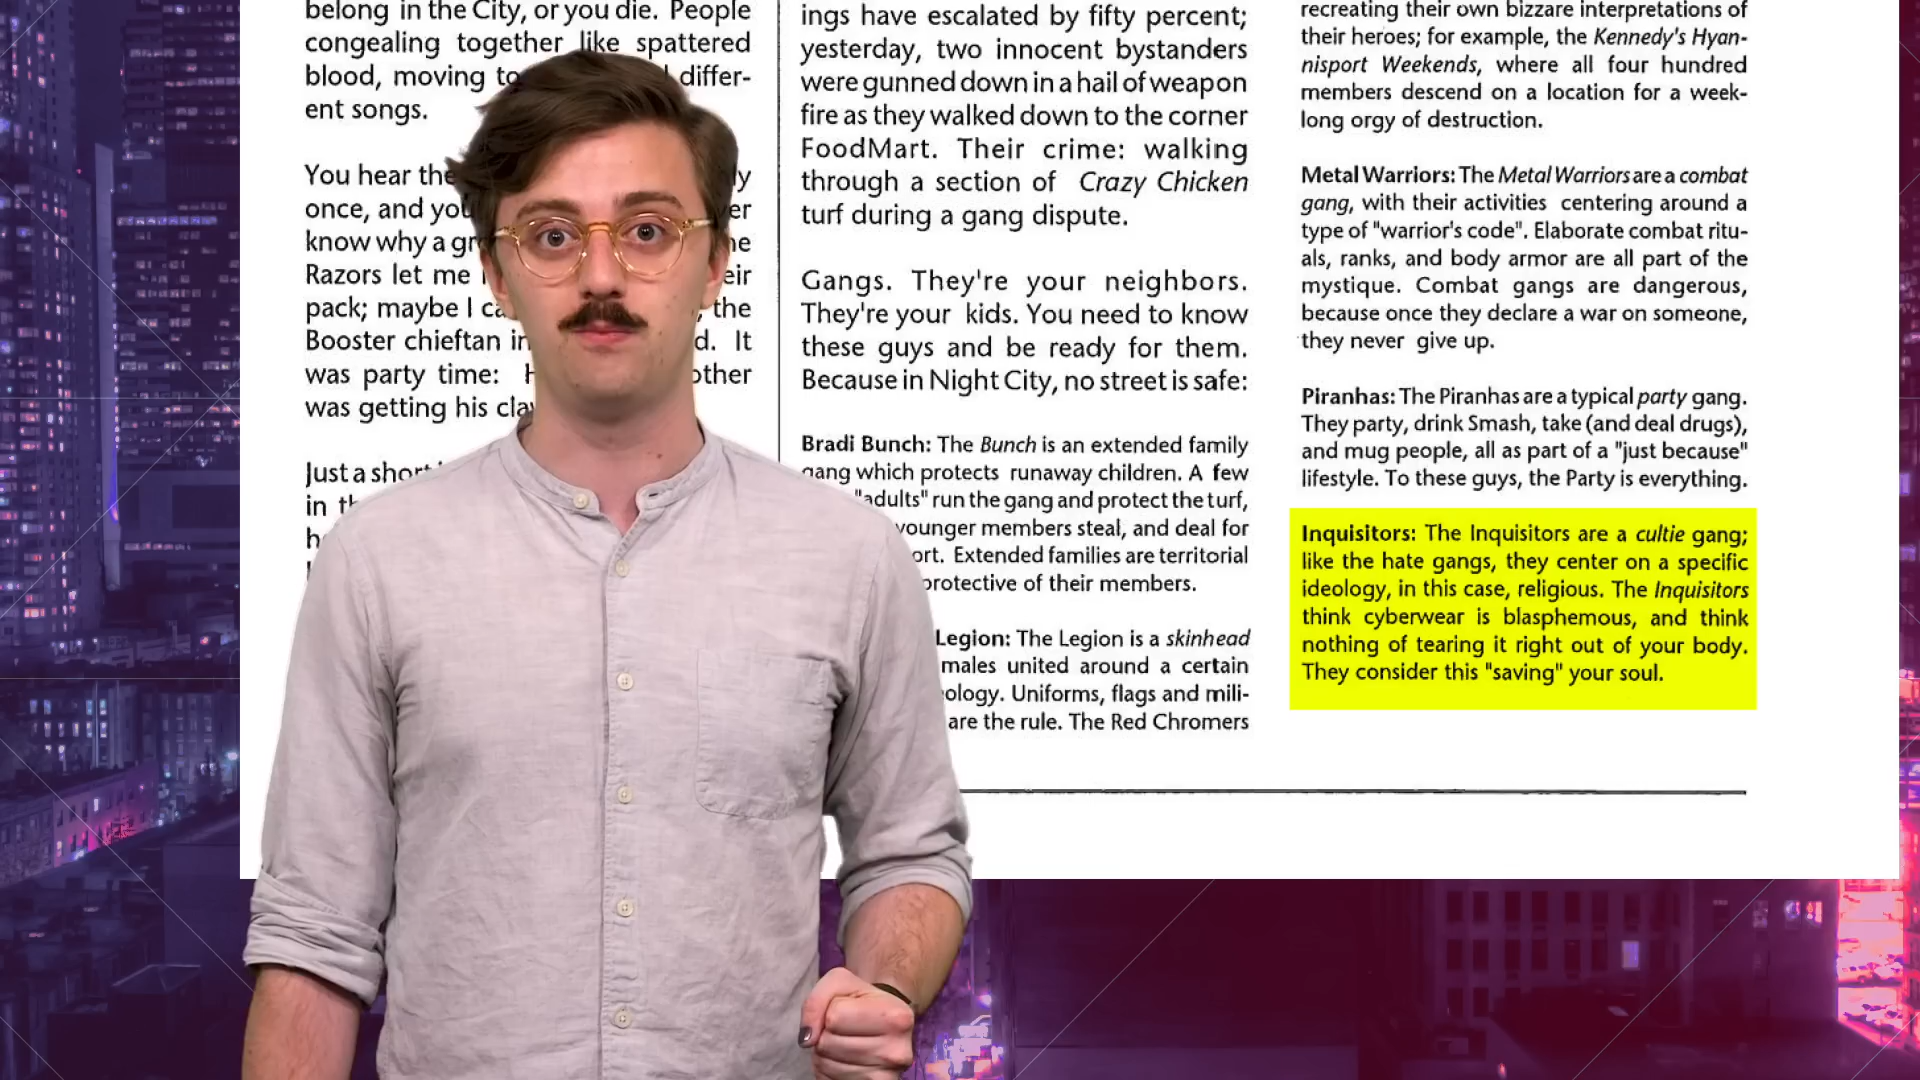 belong in the City, or you die. People
congealing together like spattered
blood, moving differ-
ent songs.
You hear the
once, and
know why a
Razors let me
pack; maybe I the
Booster chieftan It
was party time:
was getting his
Just a short
in
ings have escalated by fifty percent;
yesterday, two innocent bystanders
were gunned down in a hail of weapon
fire as they walked down to the corner
FoodMart. Their crime: walking
through a section of Crazy Chicken
turf during a gang dispute.
Gangs. They're your neighbors.
They're your kids. You need to know
these guys and be ready for them.
Because in Night City, no street is safe:
Bradi Bunch: The Bunch is an extended family
gang which protects runaway children. A few
"adults" run the gang and protect the turf,
younger members steal, and deal for
Extended families are territorial
protective of their members.
Legion: The Legion is a skinhead
males united around a certain
Uniforms, flags and mili-
are the rule. The Red Chromers
recreating their own bizzare interpretations of
their heroes; for example, the Kennedy's Hyan-
nisport Weekends, where all four hundred
members descend on a location for a week-
long orgy of destruction.
Metal Warriors: The Metal Warriors are a combat
gang, with their activities centering around a
type of "warrior's code". Elaborate combat ritu-
als, ranks, and body armor are all part of the
mystique. Combat gangs are dangerous,
because once they declare a war on someone,
they never give up.
Piranhas: The Piranhas are a typical party gang.
They party, drink Smash, take (and deal drugs),
and mug people, all as part of a "just because"
lifestyle. To these guys, the Party is everything.
Inquisitors: The Inquisitors are a cultie gang;
like the hate gangs, they center on a specific
ideology, in this case, religious. The Inquisitors
think cyberwear is blasphemous, and think
nothing of tearing it right out of your body.
They consider this "saving" your soul.